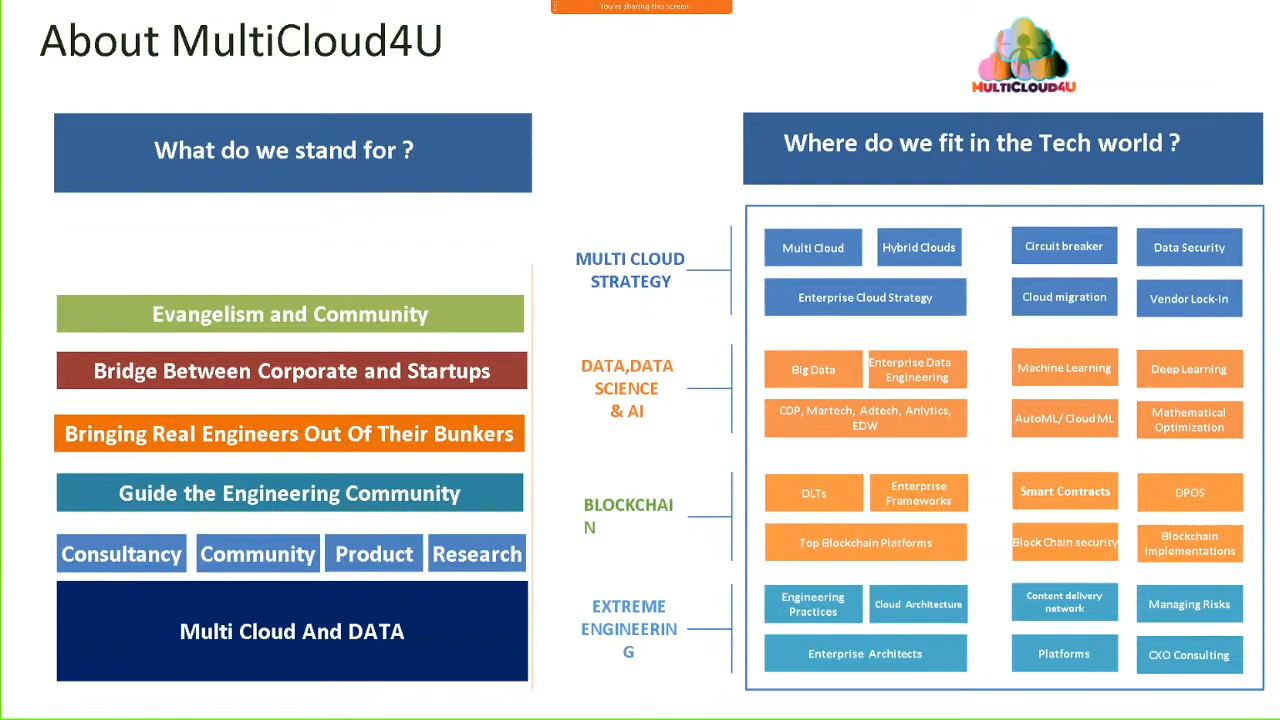 You're sharing this screen
About MultiCloud4U
MULTICLOUD4U
What do we stand for ?
Where do we fit in the Tech world ?
Evangelism and Community
Bridge Between Corporate and Startups
Bringing Real Engineers Out Of Their Bunkers
Guide the Engineering Community
Consultancy
Community
Product
Research
Multi Cloud And DATA
MULTI CLOUD
STRATEGY
Multi Cloud
Hybrid Clouds
Circuit breaker
Data Security
Enterprise Cloud Strategy
Cloud migration
Vendor Lock-In
DATA,DATA
SCIENCE
& AI
Big Data
Enterprise Data
Engineering
Machine Learning
Deep Learning
CDP, Martech, Adtech, Anlytics,
EDW
AutoML/ Cloud ML
Mathematical
Optimization
BLOCKCHAI
N
DLTs
Enterprise
Frameworks
Smart Contracts
DPOS
Top Blockchain Platforms
Block Chain security
Blockchain
Implementations
EXTREME
ENGINEERIN
G
Engineering
Practices
Cloud Architecture
Content delivery
network
Managing Risks
Enterprise Architects
Platforms
CXO Consulting